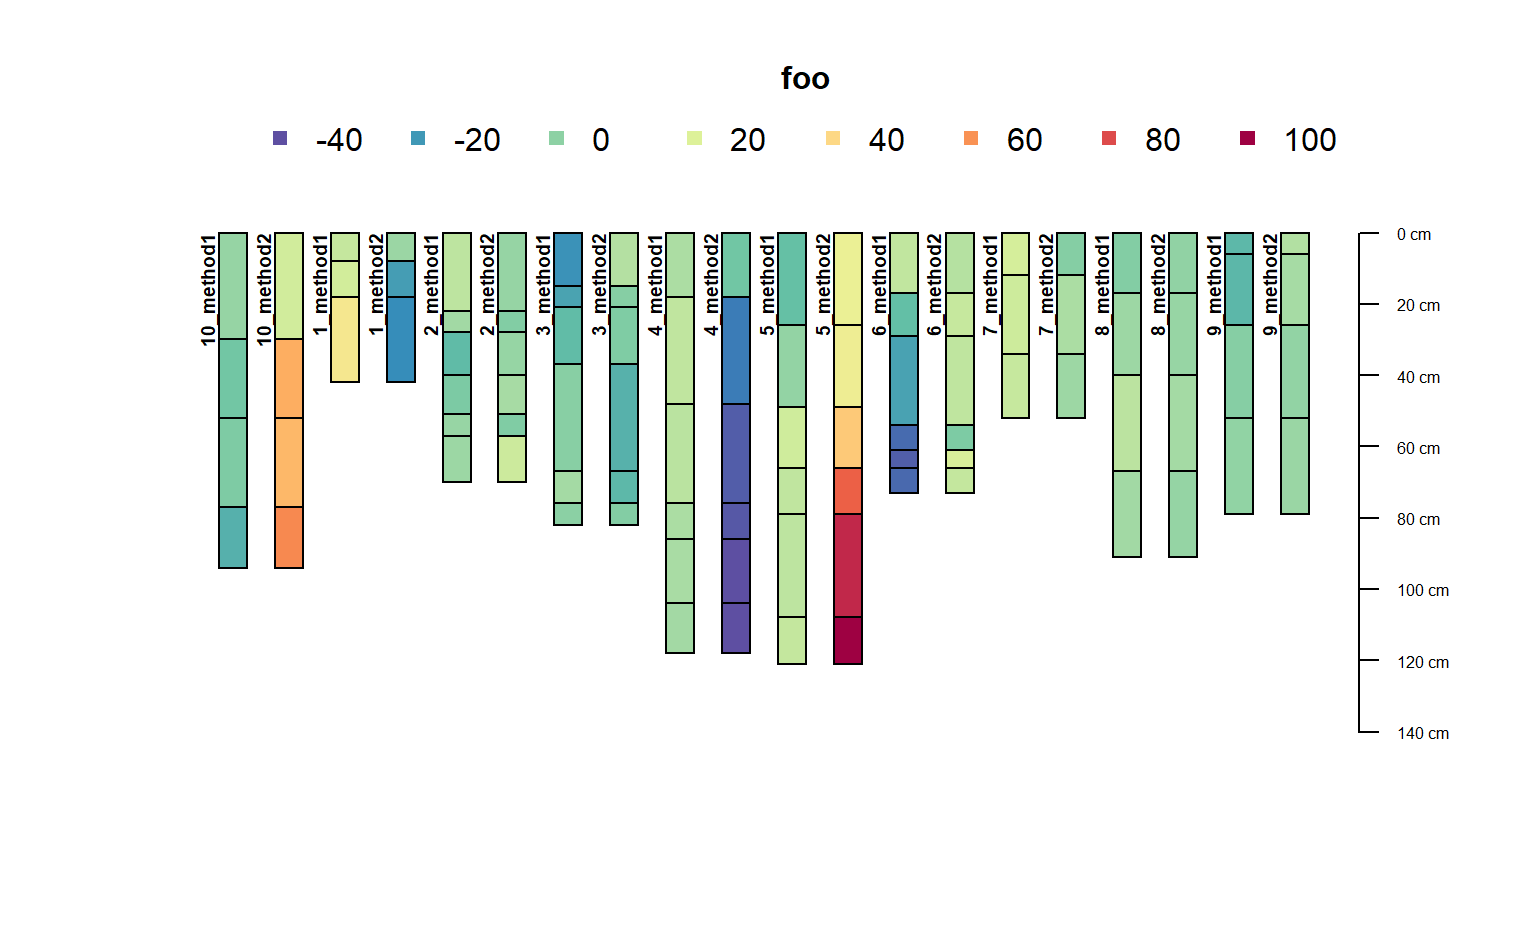 foo
-40 -20 0 20 40 60 80 100
10_method1
10_method2
1_method1
1_method2
2_method1
2_method2
3_method1
3_method2
4_method1
4_method2
5_method1
5_method2
6_method1
6_method2
7_method1
7_method2
8_method1
8_method2
9_method1
9_method2
0 cm
20 cm
40 cm
60 cm
80 cm
100 cm
120 cm
140 cm